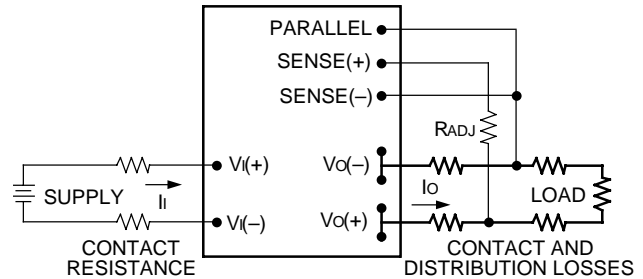 PARALLEL
SENSE(+)
SENSE(–)
RADJ
VI(+)
VO(–)
SUPPLY
II
IO
LOAD
VI(–)
VO(+)
CONTACT
RESISTANCE
CONTACT AND
DISTRIBUTION LOSSES